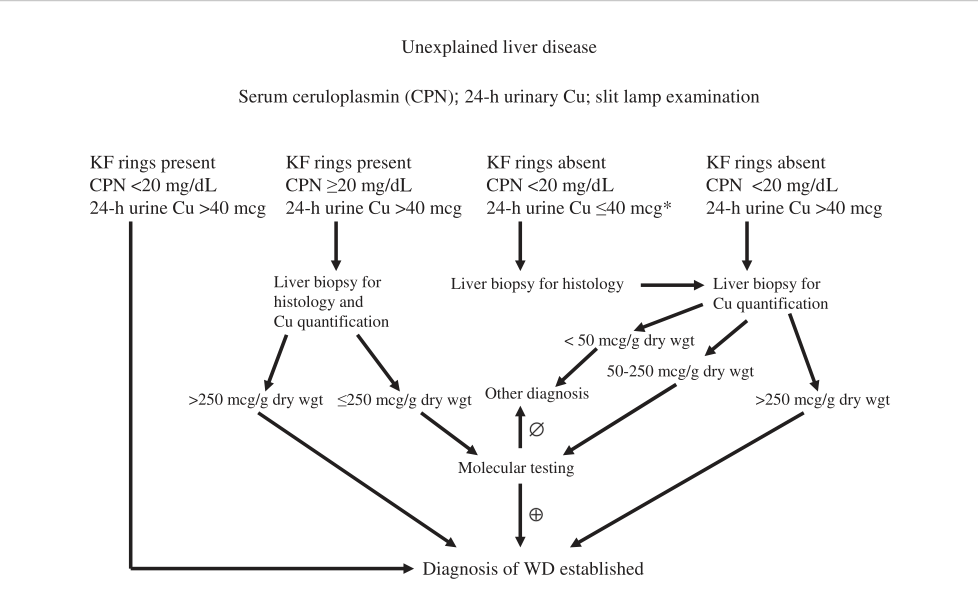 Unexplained liver disease
Serum ceruloplasmin (CPN); 24-h urinary Cu; slit lamp examination
KF rings present
CPN <20 mg/dL
24-h urine Cu >40 mcg
KF rings present
CPN ≥20 mg/dL
24-h urine Cu >40 mcg
KF rings absent
CPN <20 mg/dL
24-h urine Cu ≤40 mcg*
KF rings absent
CPN <20 mg/dL
24-h urine Cu >40 mcg
Liver biopsy for
histology and
Cu quantification
Liver biopsy for histology
Liver biopsy for
Cu quantification
< 50 mcg/g dry wgt
50-250 mcg/g dry wgt
>250 mcg/g dry wgt
≤250 mcg/g dry wgt
Other diagnosis
>250 mcg/g dry wgt
∅
Molecular testing
⊕
Diagnosis of WD established